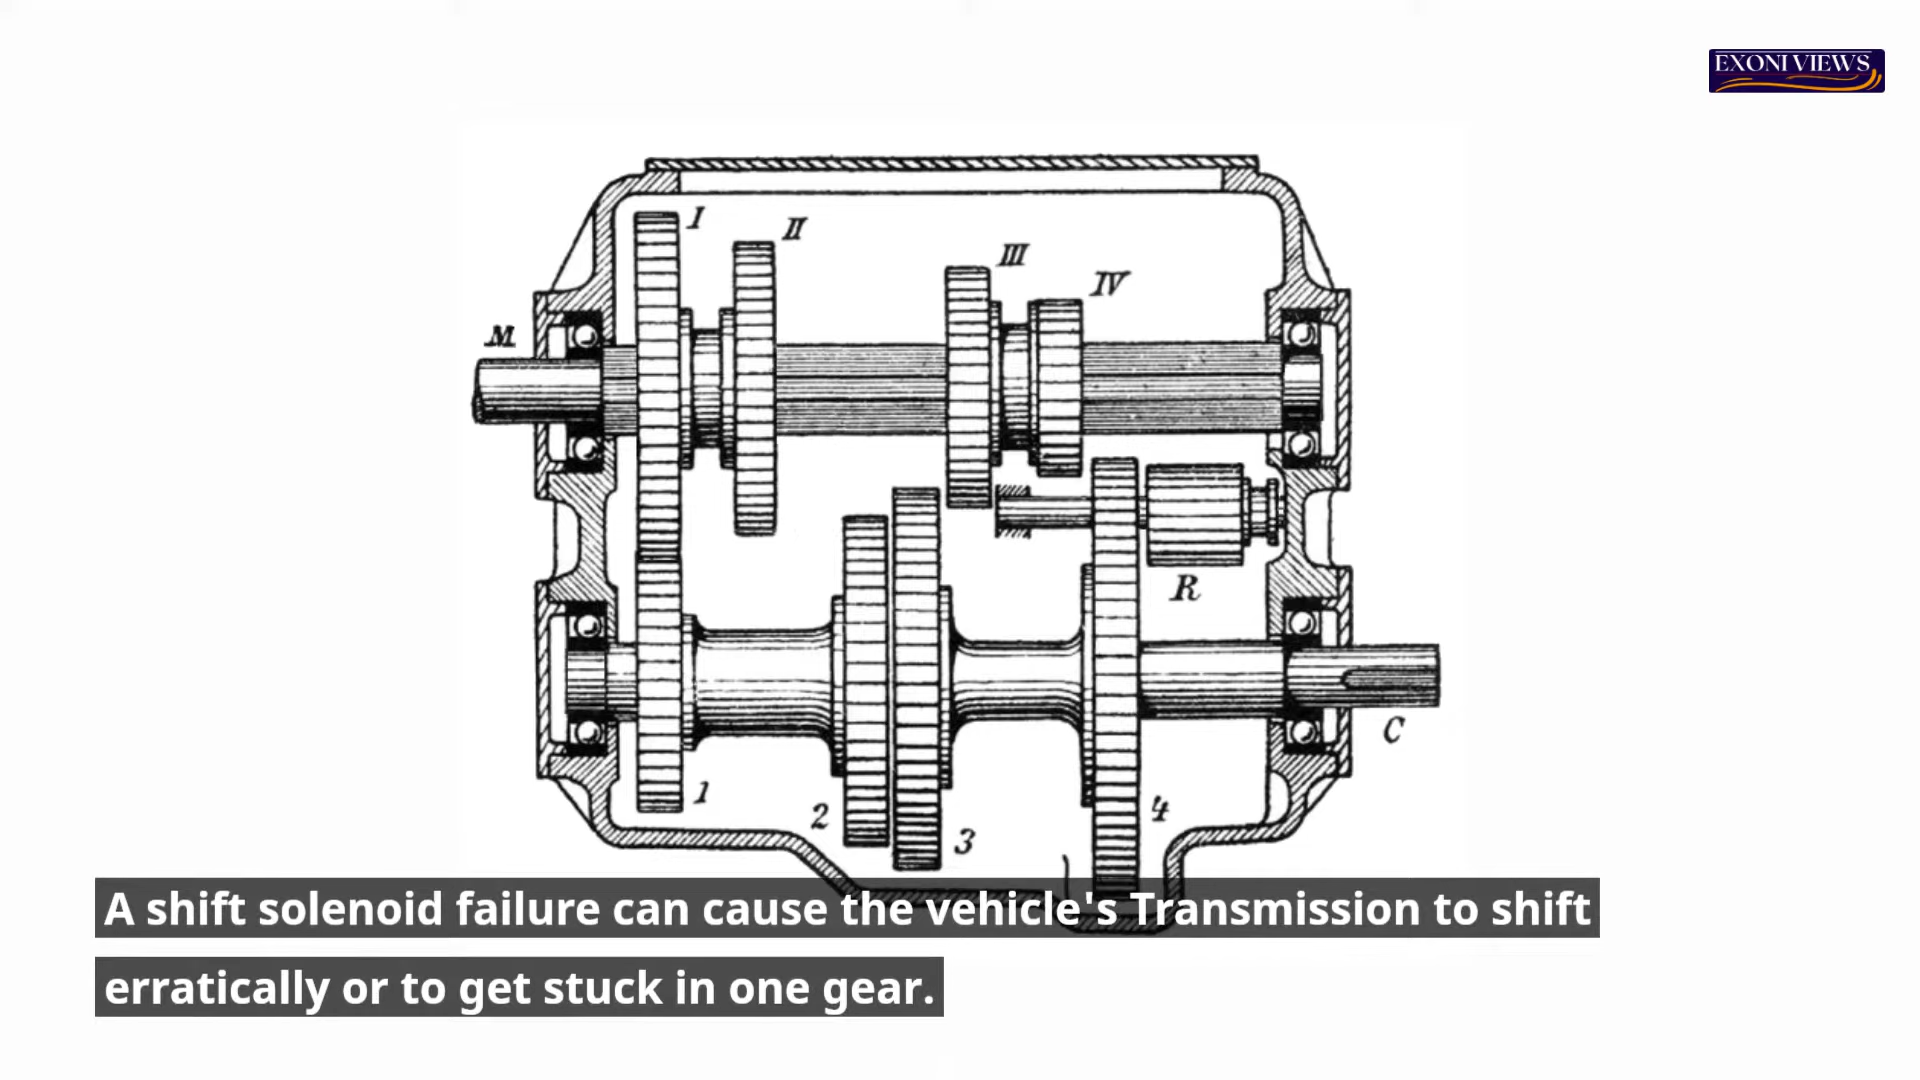 EXONI VIEWS
I
II
III
IV
M
R
C
1
2
3
4
A shift solenoid failure can cause the vehicle's Transmission to shift
erratically or to get stuck in one gear.